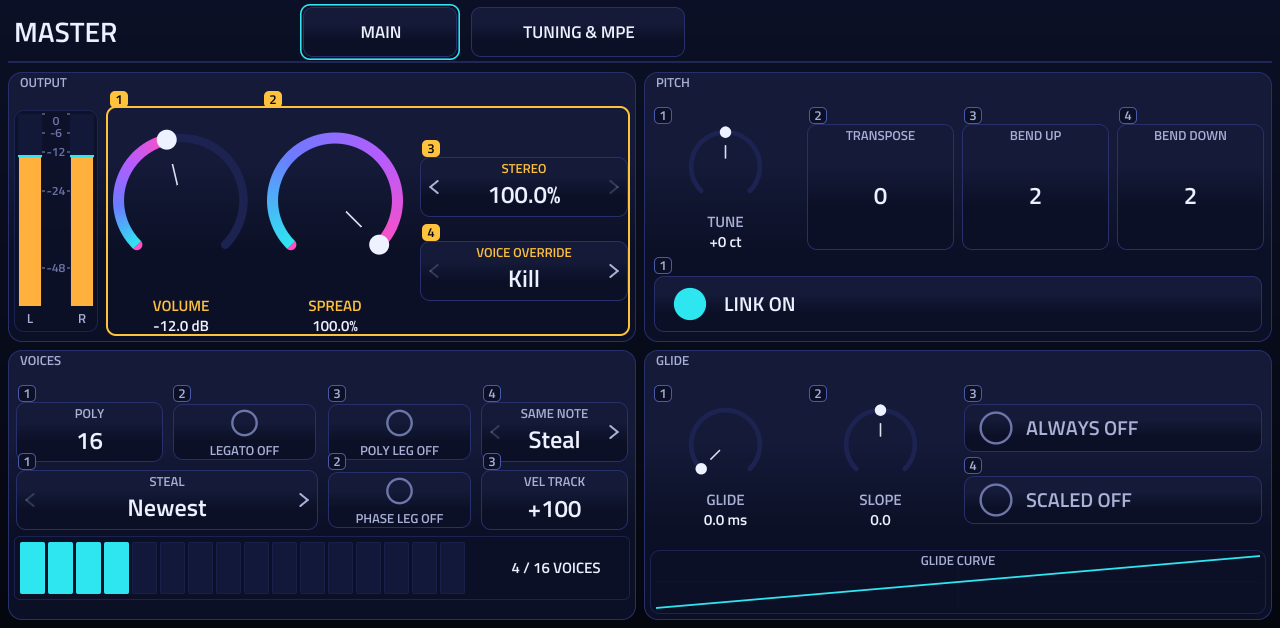 MASTER
MAIN
TUNING & MPE
OUTPUT
0
-6
-12
-24
-48
L
R
1
2
VOLUME
-12.0 dB
SPREAD
100.0%
3
STEREO
100.0%
4
VOICE OVERRIDE
Kill
PITCH
1
TUNE
+0 ct
2
TRANSPOSE
0
3
BEND UP
2
4
BEND DOWN
2
1
LINK ON
VOICES
1
POLY
16
2
LEGATO OFF
3
POLY LEG OFF
4
SAME NOTE
Steal
1
STEAL
Newest
2
PHASE LEG OFF
3
VEL TRACK
+100
4 / 16 VOICES
GLIDE
1
GLIDE
0.0 ms
2
SLOPE
0.0
3
ALWAYS OFF
4
SCALED OFF
GLIDE CURVE